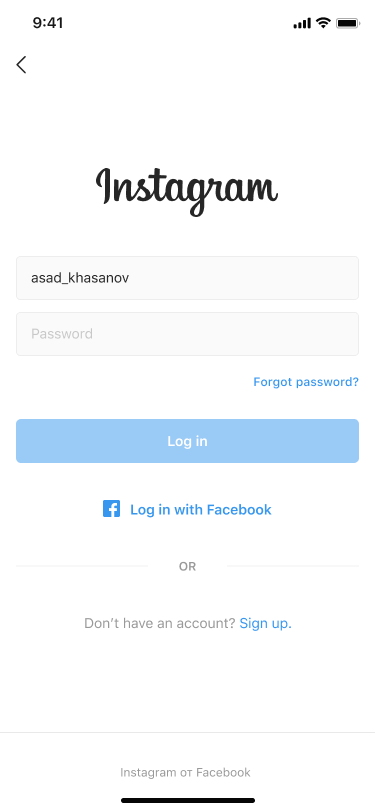 9:41
Instagram
asad_khasanov
Password
Forgot password?
Log in
Log in with Facebook
OR
Don’t have an account? Sign up.
Instagram от Facebook